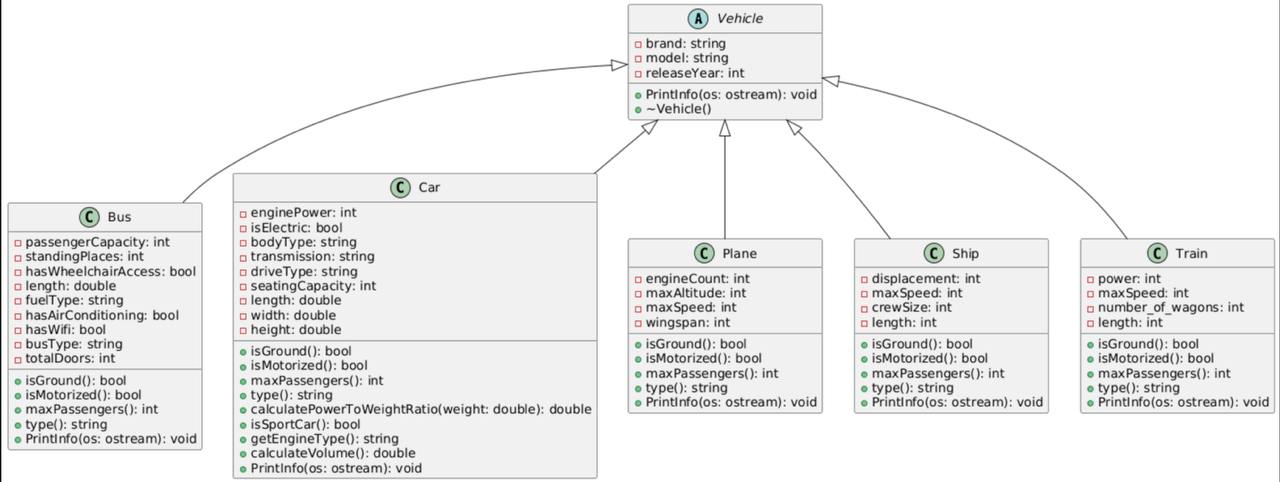 A Vehicle
brand: string
model: string
releaseYear: int
PrintInfo(os: ostream): void
~Vehicle()
C Bus
passengerCapacity: int
standingPlaces: int
hasWheelchairAccess: bool
length: double
fuelType: string
hasAirConditioning: bool
hasWifi: bool
busType: string
totalDoors: int
isGround(): bool
isMotorized(): bool
maxPassengers(): int
type(): string
PrintInfo(os: ostream): void
C Car
enginePower: int
isElectric: bool
bodyType: string
transmission: string
driveType: string
seatingCapacity: int
length: double
width: double
height: double
isGround(): bool
isMotorized(): bool
maxPassengers(): int
type(): string
calculatePowerToWeightRatio(weight: double): double
isSportCar(): bool
getEngineType(): string
calculateVolume(): double
PrintInfo(os: ostream): void
C Plane
engineCount: int
maxAltitude: int
maxSpeed: int
wingspan: int
isGround(): bool
isMotorized(): bool
maxPassengers(): int
type(): string
PrintInfo(os: ostream): void
C Ship
displacement: int
maxSpeed: int
crewSize: int
length: int
isGround(): bool
isMotorized(): bool
maxPassengers(): int
type(): string
PrintInfo(os: ostream): void
C Train
power: int
maxSpeed: int
number_of_wagons: int
length: int
isGround(): bool
isMotorized(): bool
maxPassengers(): int
type(): string
PrintInfo(os: ostream): void